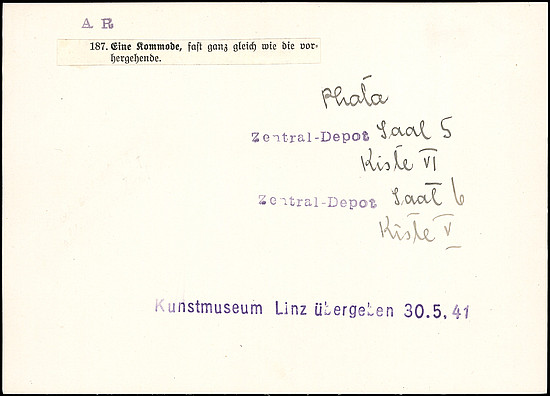 A R
187. Eine Kommode, fast ganz gleich wie die vor-
hergehende.
Phata
Zentral-Depot Saal 5
Kiste VI
Zentral-Depot Saal 6
Kiste V
Kunstmuseum Linz übergeben 30.5.41